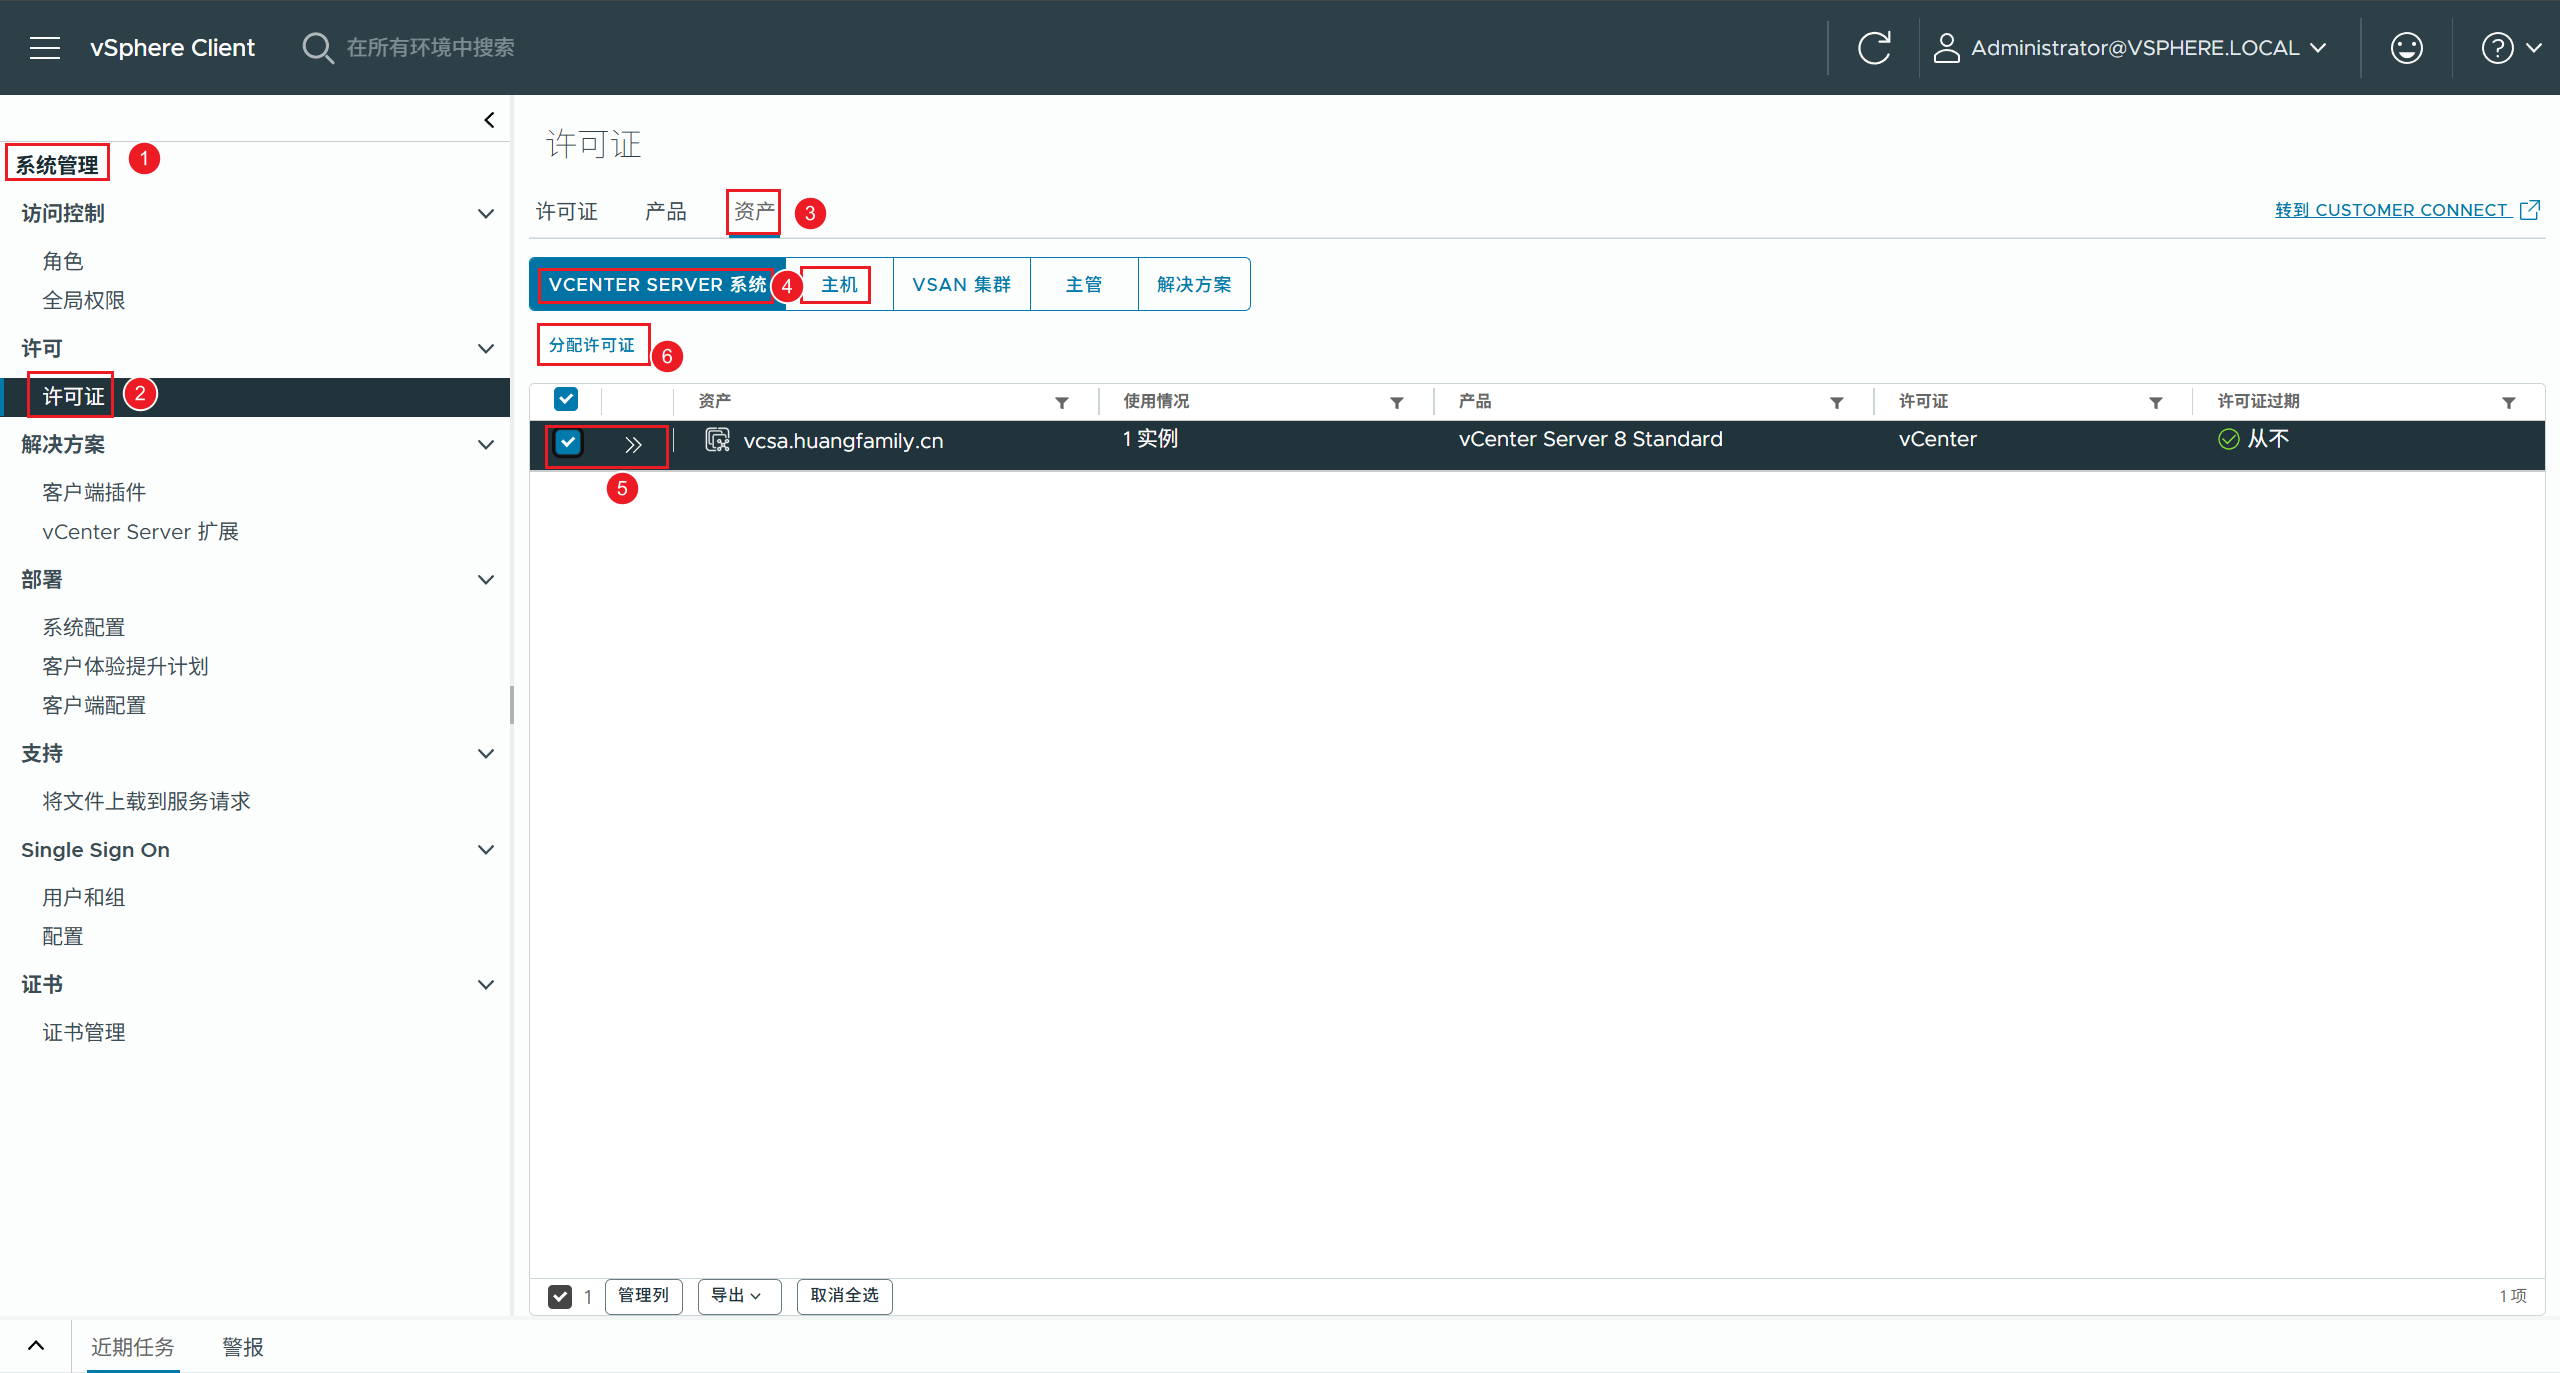 vSphere Client
在所有环境中搜索
Administrator@VSPHERE.LOCAL
系统管理
1
访问控制
角色
全局权限
许可
许可证
2
解决方案
客户端插件
vCenter Server 扩展
部署
系统配置
客户体验提升计划
客户端配置
支持
将文件上载到服务请求
Single Sign On
用户和组
配置
证书
证书管理
许可证
许可证 产品 资产 3
转到 CUSTOMER CONNECT
VCENTER SERVER 系统 4 主机 VSAN 集群 主管 解决方案
分配许可证 6
资产 使用情况 产品 许可证 许可证过期
vcsa.huangfamily.cn 1 实例 vCenter Server 8 Standard vCenter 从不
5
1 管理列 导出 取消全选 1 项
近期任务 警报